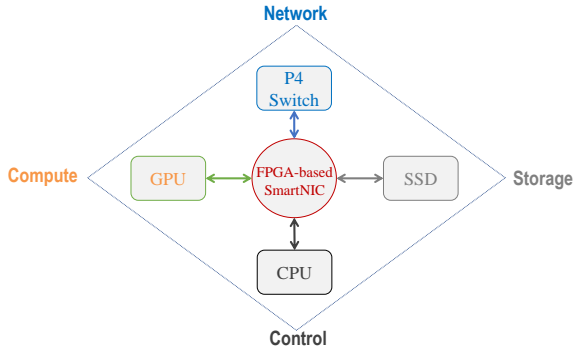 Network
P4
Switch
Compute
GPU
FPGA-based
SmartNIC
SSD
Storage
CPU
Control